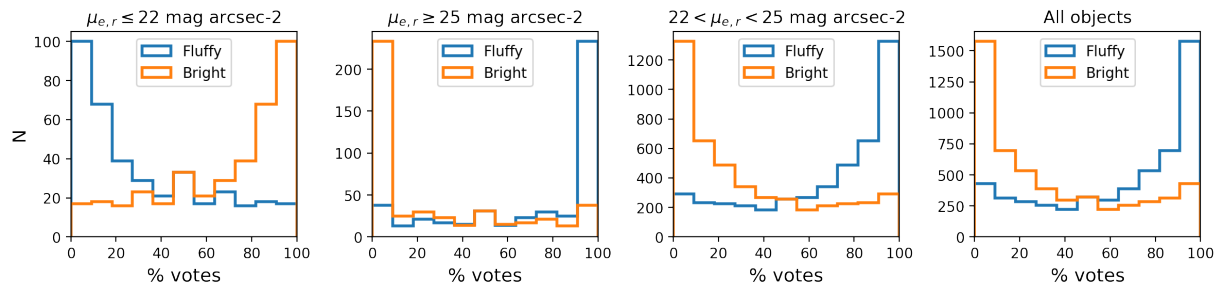 μe,r ≤ 22 mag arcsec-2
Fluffy
Bright
N
100
80
60
40
20
0
0 20 40 60 80 100
% votes
μe,r ≥ 25 mag arcsec-2
Fluffy
Bright
200
150
100
50
0
0 20 40 60 80 100
% votes
22 < μe,r < 25 mag arcsec-2
Fluffy
Bright
1200
1000
800
600
400
200
0
0 20 40 60 80 100
% votes
All objects
Fluffy
Bright
1500
1250
1000
750
500
250
0
0 20 40 60 80 100
% votes